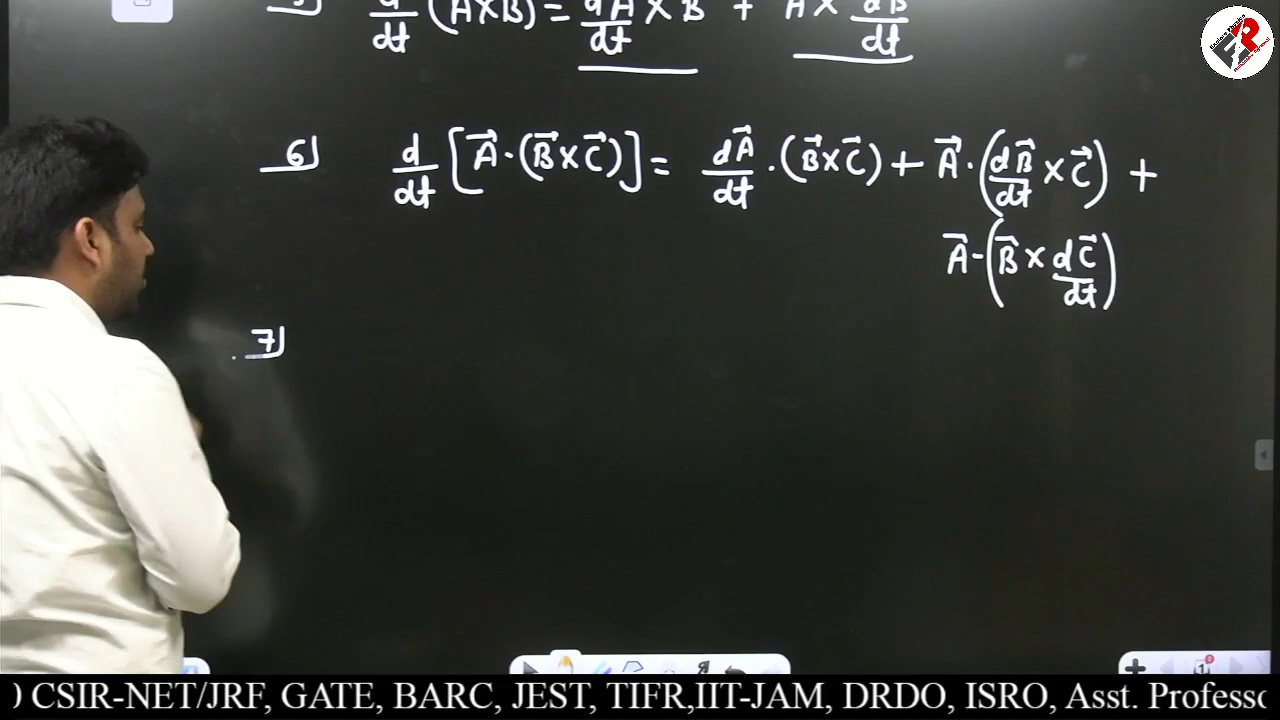 5) d/dt (A×B) = dA/dt × B + A × dB/dt
6) d/dt [A⃗·(B⃗×C⃗)] = dA⃗/dt · (B⃗×C⃗) + A⃗·(dB⃗/dt × C⃗) +
A⃗·(B⃗ × dC⃗/dt)
7)
) CSIR-NET/JRF, GATE, BARC, JEST, TIFR,IIT-JAM, DRDO, ISRO, Asst. Professo